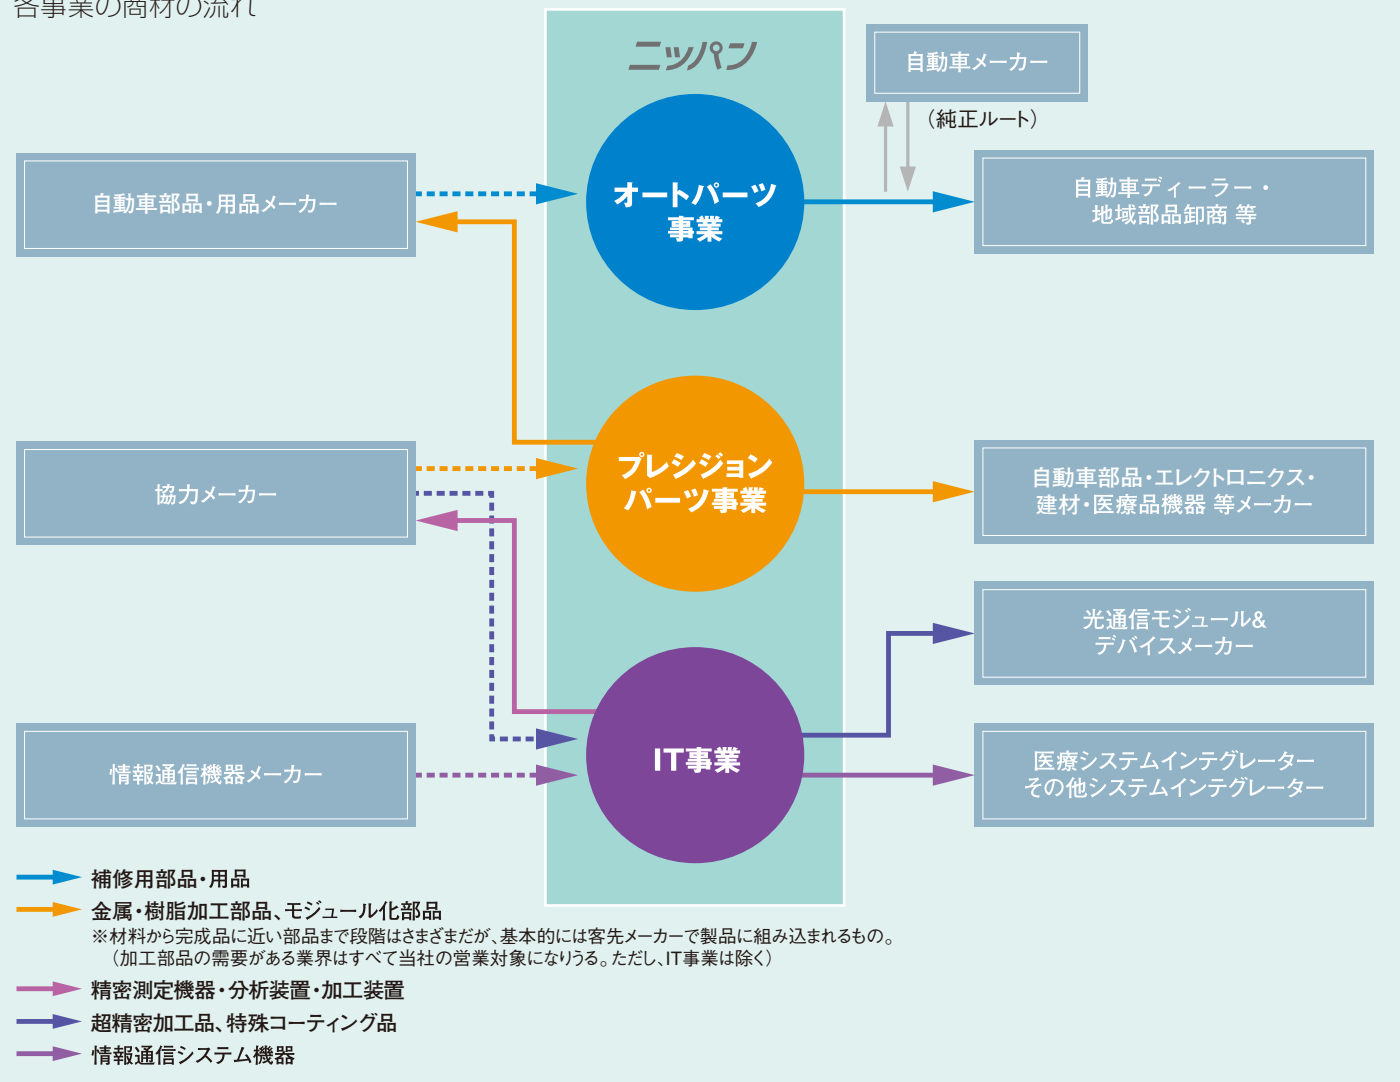 各事業の商材の流れ
ニッパン
自動車メーカー
（純正ルート）
自動車部品・用品メーカー
オートパーツ
事業
自動車ディーラー・
地域部品卸商 等
協力メーカー
プレシジョン
パーツ事業
自動車部品・エレクトロニクス・
建材・医療品機器 等メーカー
光通信モジュール&
デバイスメーカー
情報通信機器メーカー
IT事業
医療システムインテグレーター
その他システムインテグレーター
補修用部品・用品
金属・樹脂加工部品、モジュール化部品
※材料から完成品に近い部品まで段階はさまざまだが、基本的には客先メーカーで製品に組み込まれるもの。
（加工部品の需要がある業界はすべて当社の営業対象になりうる。ただし、IT事業は除く）
精密測定機器・分析装置・加工装置
超精密加工品、特殊コーティング品
情報通信システム機器